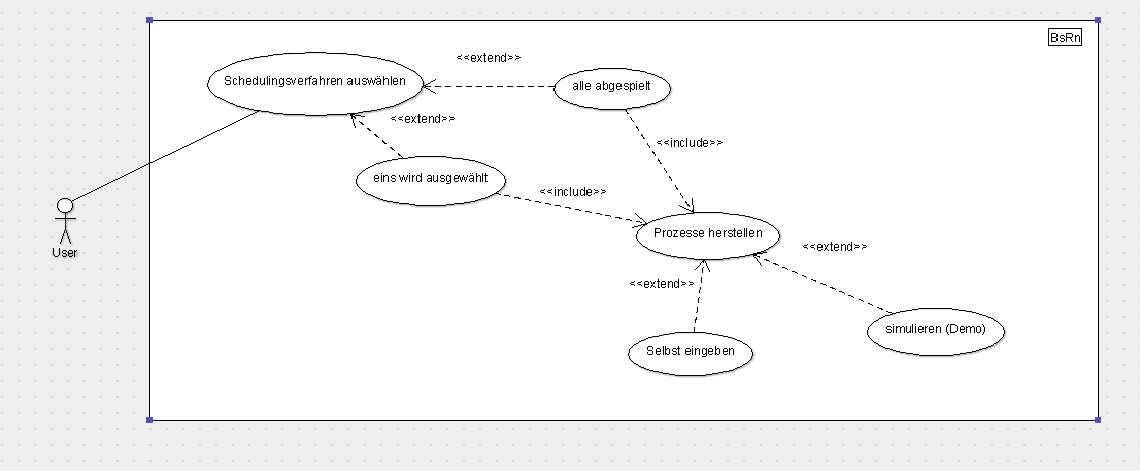 BsRn
<<extend>>
Schedulingsverfahren auswählen
alle abgespielt
<<extend>>
<<include>>
eins wird ausgewählt
<<include>>
Prozesse herstellen
User
<<extend>>
<<extend>>
simulieren (Demo)
Selbst eingeben